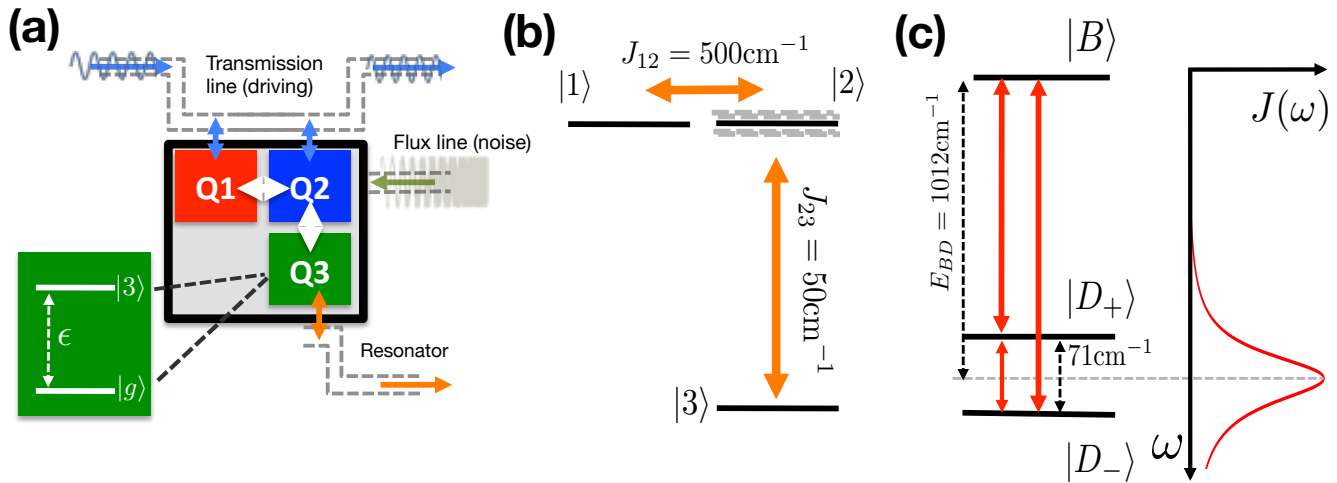 (a)
Transmission
line (driving)
Flux line (noise)
Q1
Q2
Q3
|3⟩
ϵ
|g⟩
Resonator
(b)
J₁₂ = 500cm⁻¹
|1⟩
|2⟩
J₂₃ = 50cm⁻¹
|3⟩
(c)
|B⟩
J(ω)
E_BD = 1012cm⁻¹
|D₊⟩
71cm⁻¹
|D₋⟩
ω